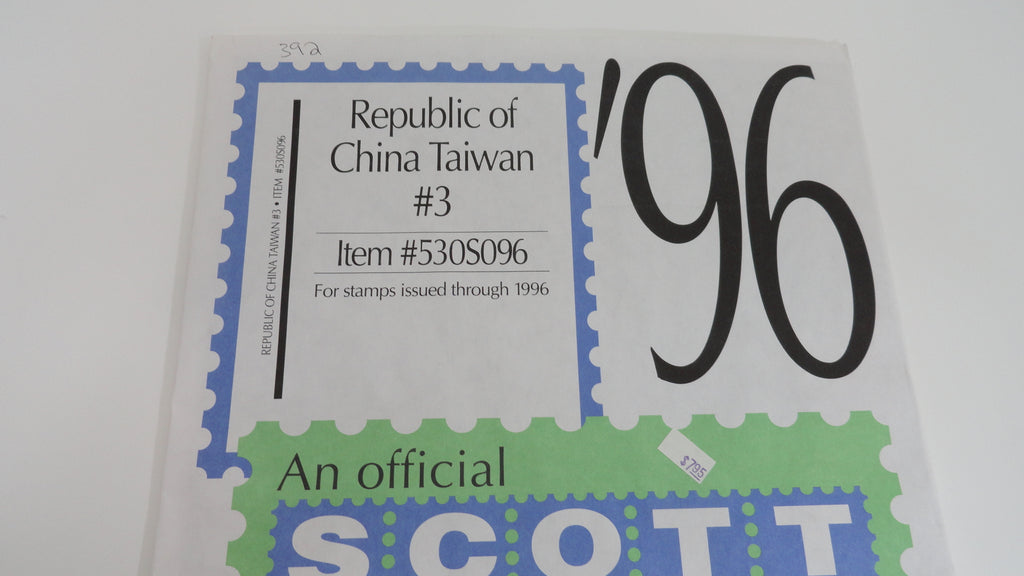 392
Republic of
China Taiwan
#3
Item #530S096
For stamps issued through 1996
REPUBLIC OF CHINA TAIWAN #3 • ITEM #530S096
'96
An official
$795
SCOTT